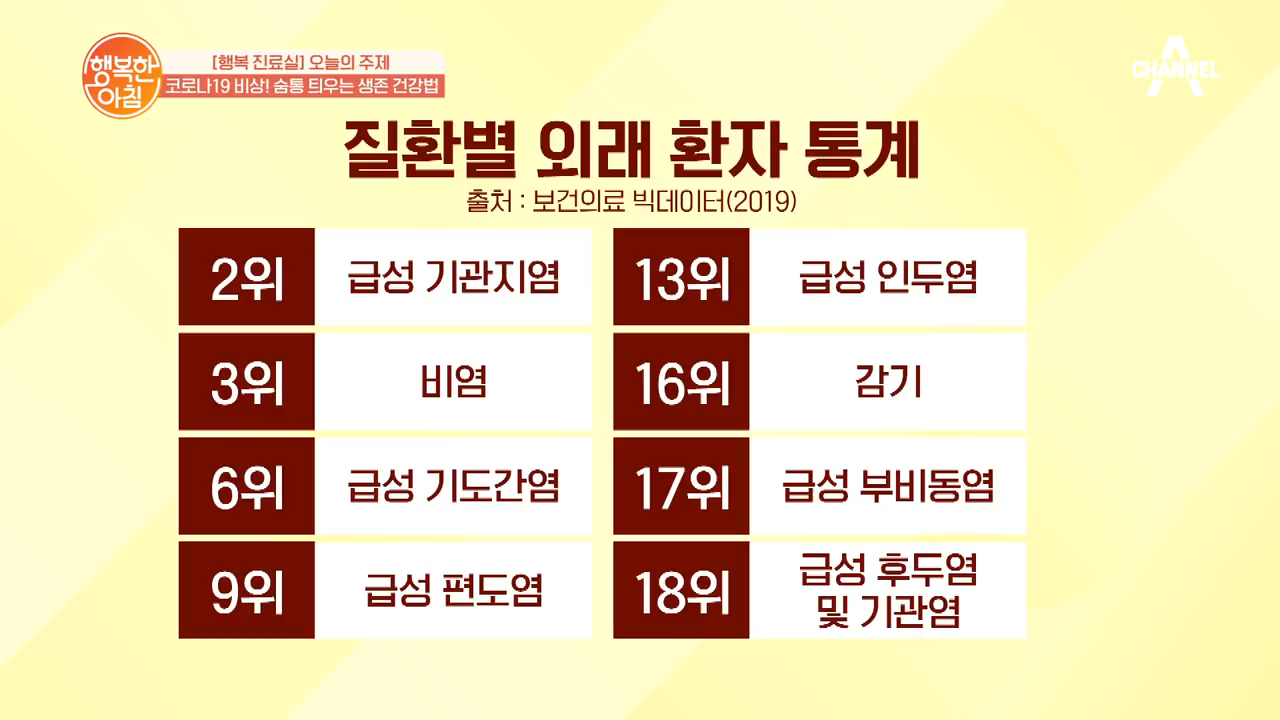 행복한
아침
[행복 진료실] 오늘의 주제
코로나19 비상! 숨통 틔우는 생존 건강법
CHANNEL A
질환별 외래 환자 통계
출처 : 보건의료 빅데이터(2019)
2위 급성 기관지염
13위 급성 인두염
3위 비염
16위 감기
6위 급성 기도간염
17위 급성 부비동염
9위 급성 편도염
18위 급성 후두염
및 기관염